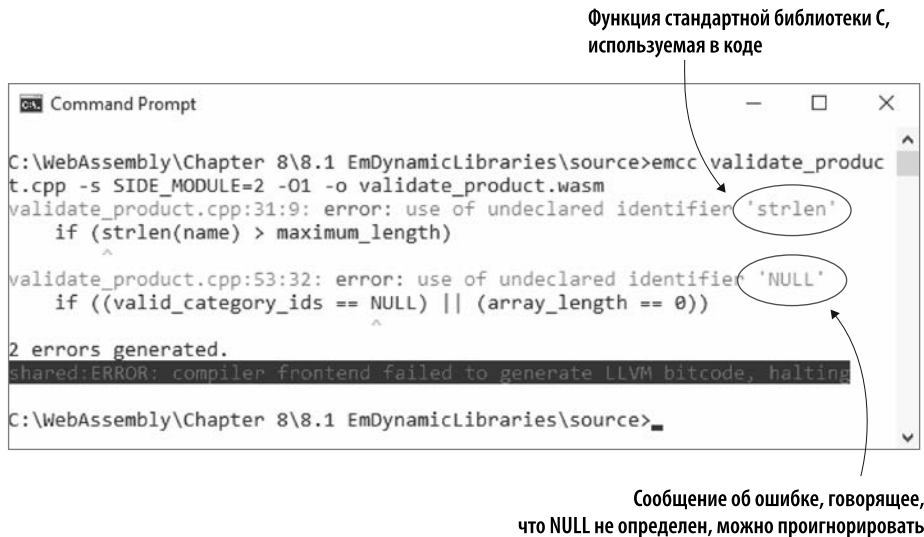 Функция стандартной библиотеки C,
используемая в коде
Command Prompt
C:\WebAssembly\Chapter 8\8.1 EmDynamicLibraries\source>emcc validate_produc
t.cpp -s SIDE_MODULE=2 -O1 -o validate_product.wasm
validate_product.cpp:31:9: error: use of undeclared identifier 'strlen'
    if (strlen(name) > maximum_length)
        ^
validate_product.cpp:53:32: error: use of undeclared identifier 'NULL'
    if ((valid_category_ids == NULL) || (array_length == 0))
                               ^
2 errors generated.
shared:ERROR: compiler frontend failed to generate LLVM bitcode, halting
C:\WebAssembly\Chapter 8\8.1 EmDynamicLibraries\source>
Сообщение об ошибке, говорящее,
что NULL не определен, можно проигнорировать